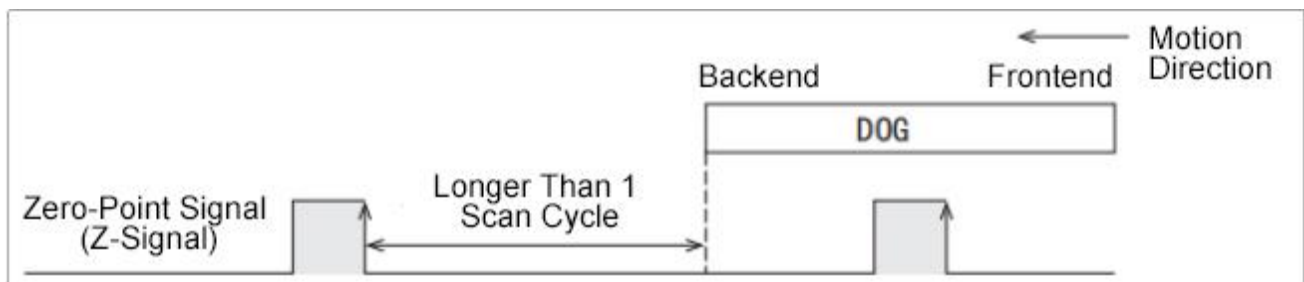 Motion
Direction
Backend
Frontend
DOG
Longer Than 1
Scan Cycle
Zero-Point Signal
(Z-Signal)